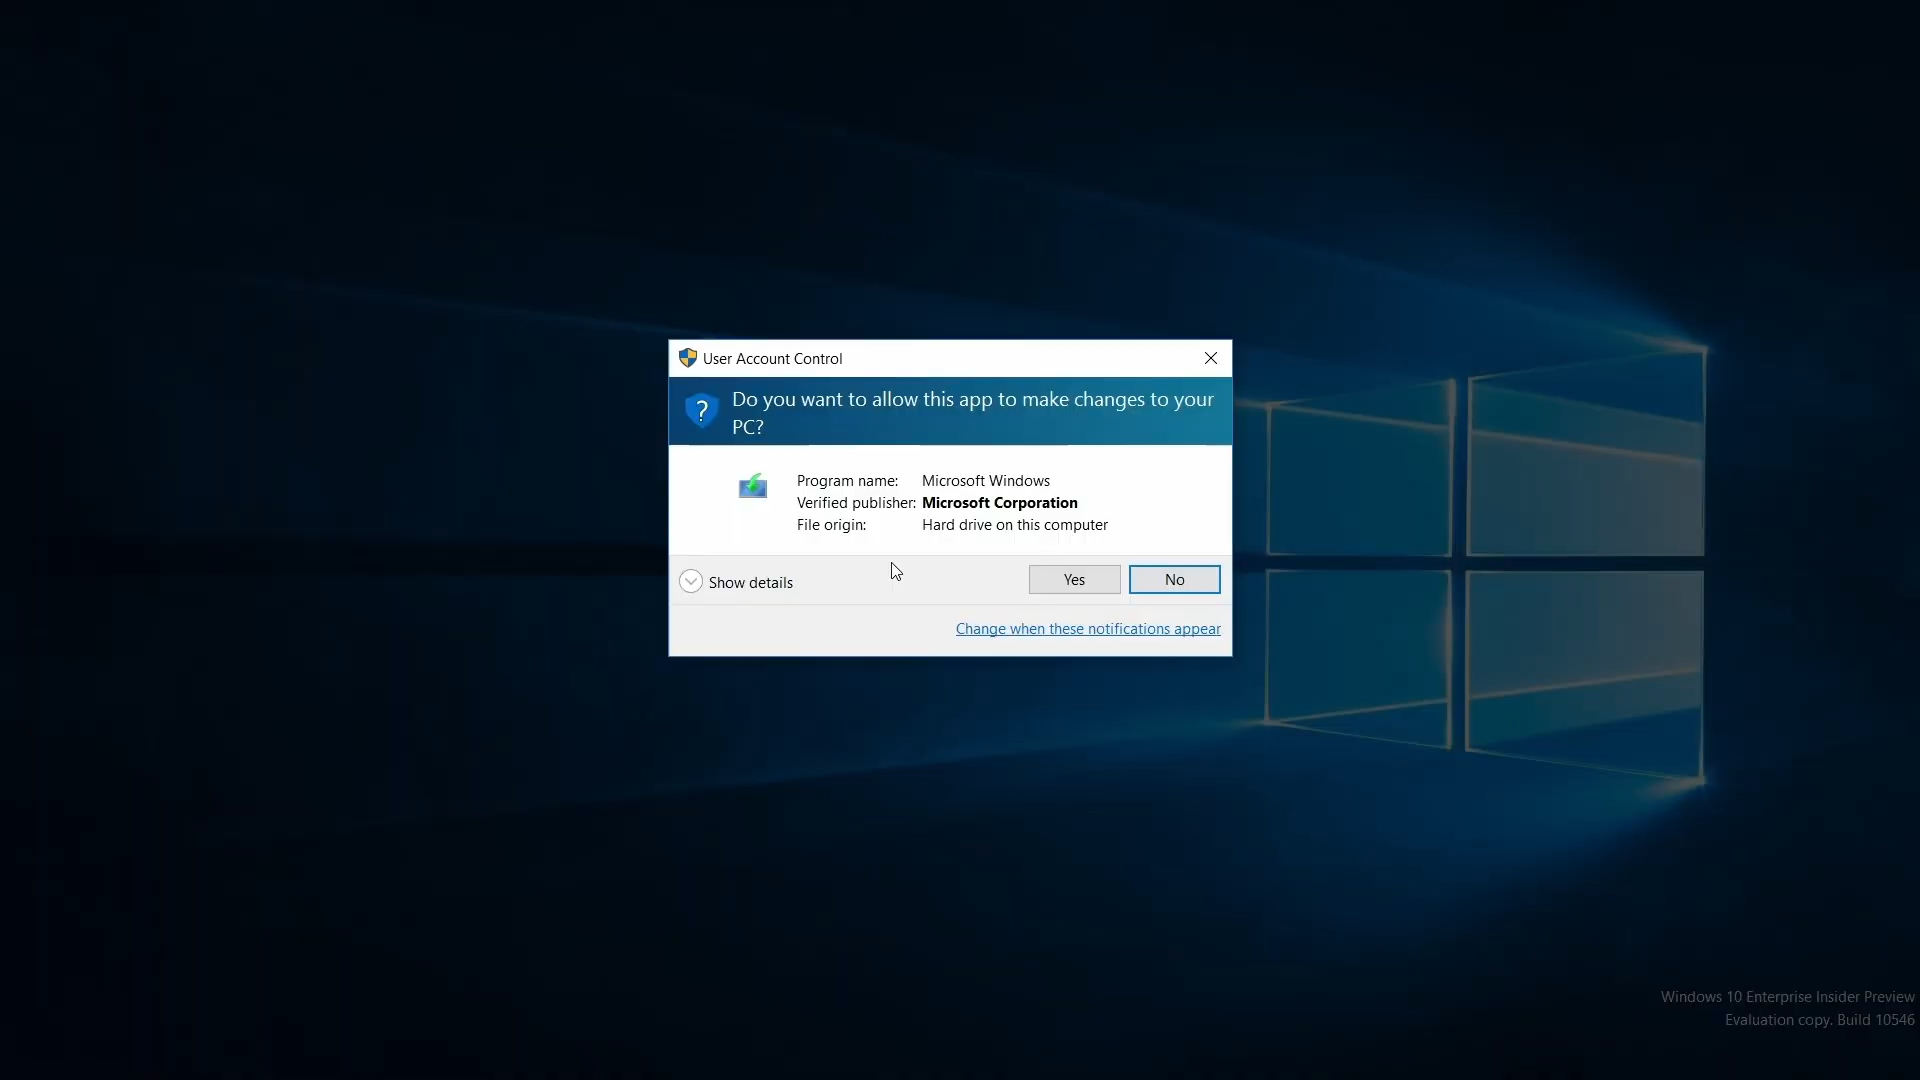 User Account Control
?
Do you want to allow this app to make changes to your
PC?
Program name: Microsoft Windows
Verified publisher: Microsoft Corporation
File origin: Hard drive on this computer
Show details
Yes
No
Change when these notifications appear
Windows 10 Enterprise Insider Preview
Evaluation copy. Build 10546